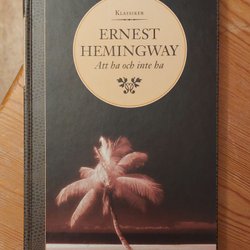 KLASSIKER
ERNEST
HEMINGWAY
Att ha och inte ha